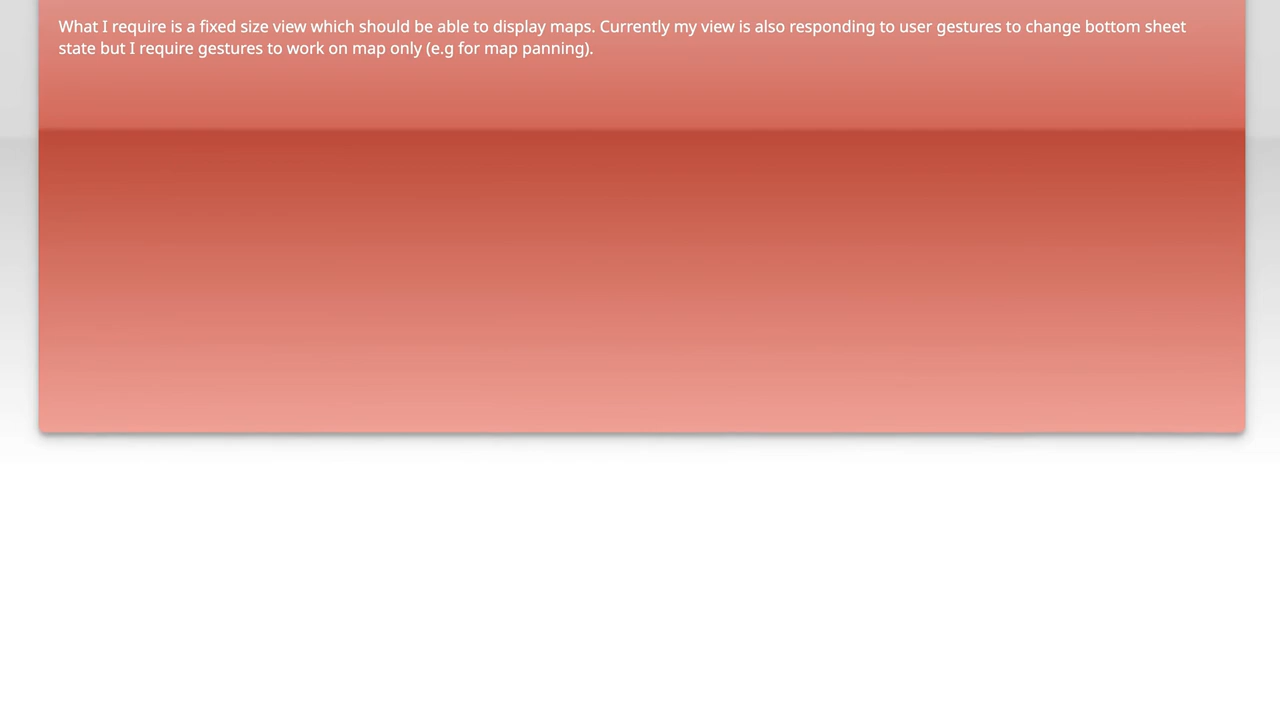 What I require is a fixed size view which should be able to display maps. Currently my view is also responding to user gestures to change bottom sheet
state but I require gestures to work on map only (e.g for map panning).